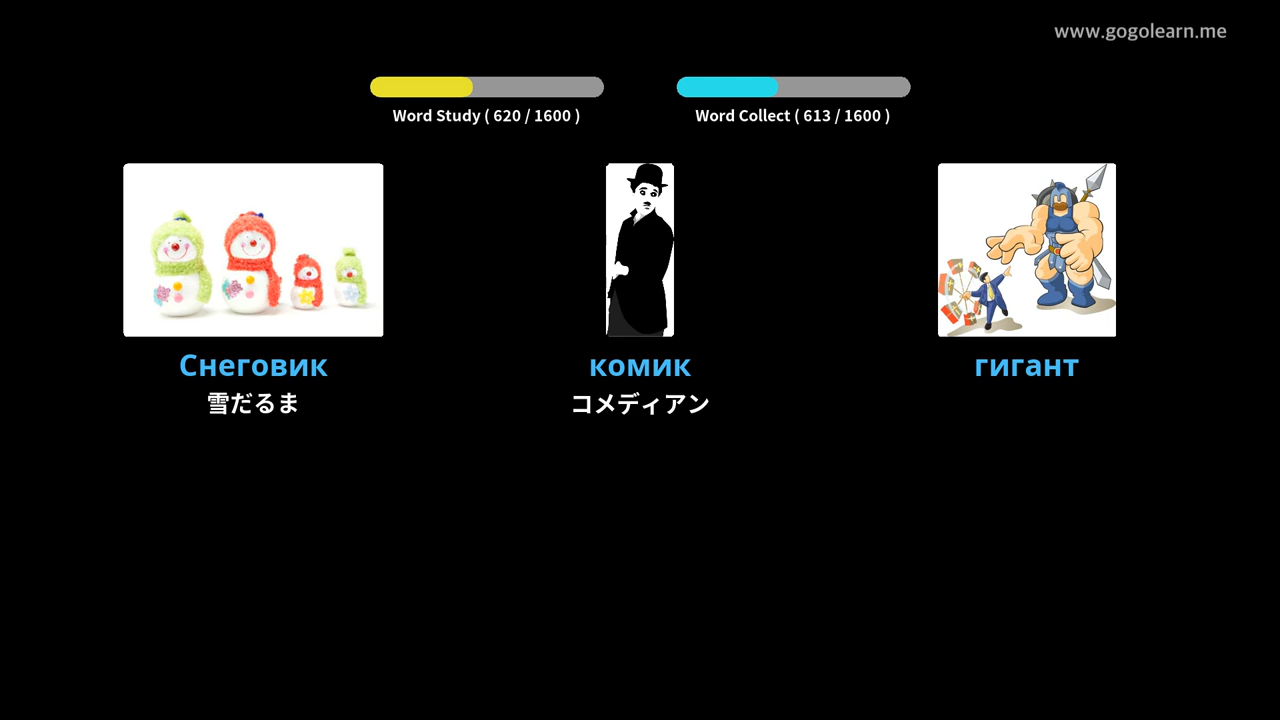 www.gogolearn.me
Word Study ( 620 / 1600 )
Word Collect ( 613 / 1600 )
Снеговик
комик
гигант
雪だるま
コメディアン